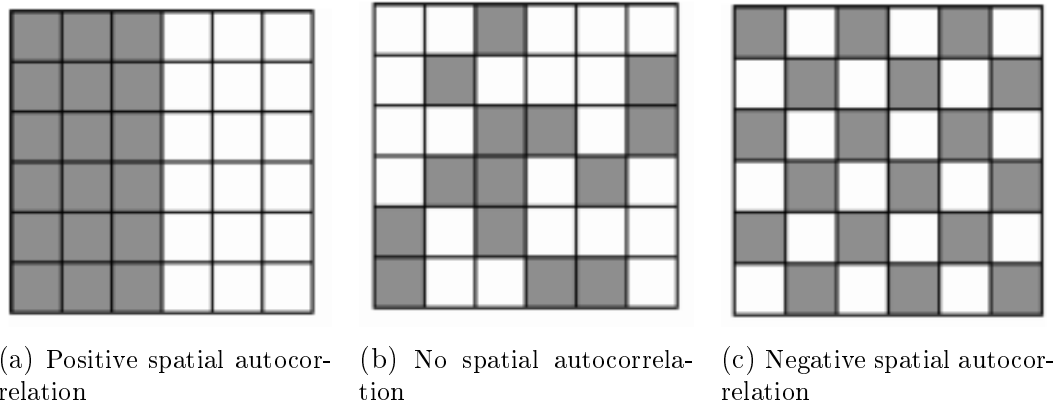 (a) Positive spatial autocor-
relation
(b) No spatial autocorrela-
tion
(c) Negative spatial autocor-
relation